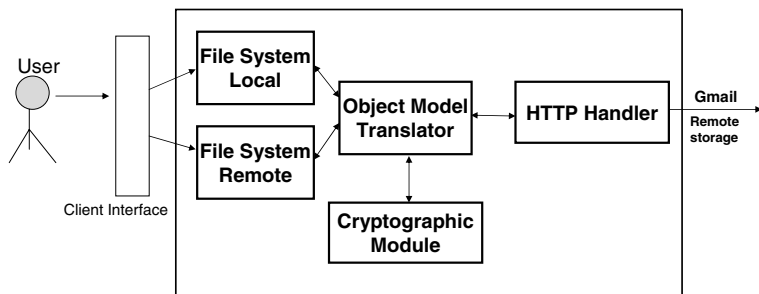 User
Client Interface
File System
Local
File System
Remote
Object Model
Translator
Cryptographic
Module
HTTP Handler
Gmail
Remote
storage